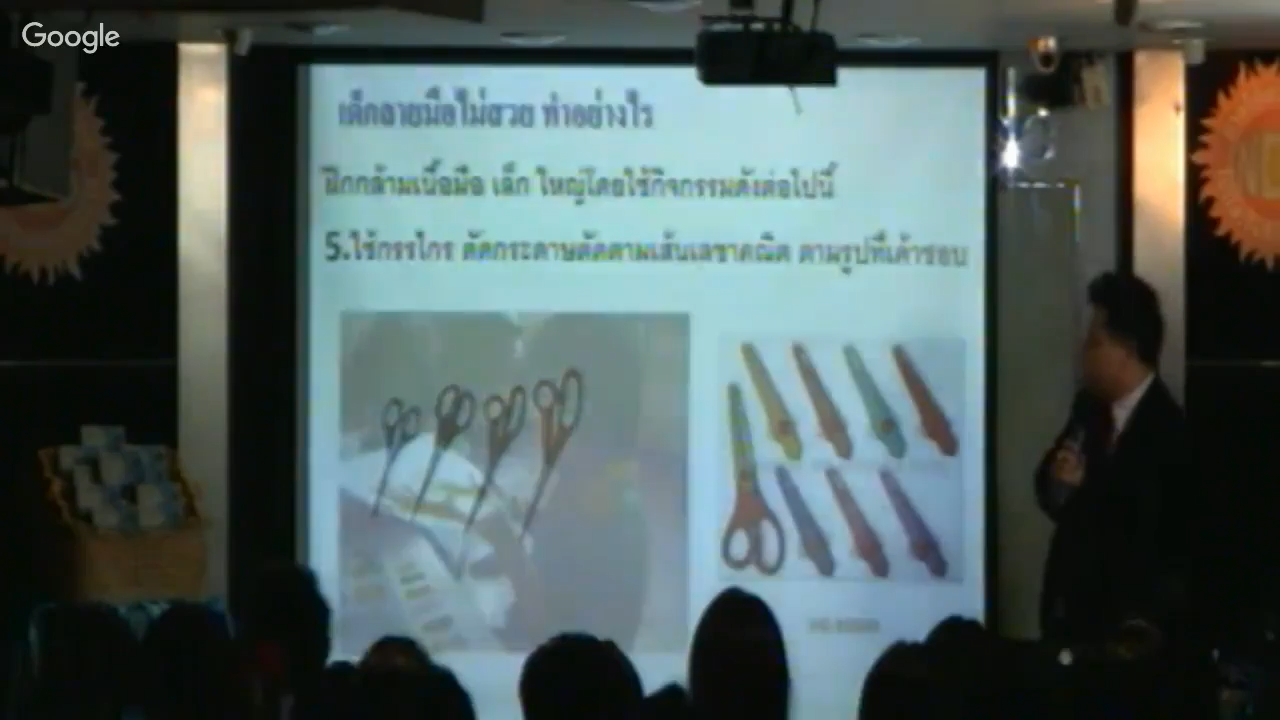 Google
เด็กลายมือไม่สวย ทำอย่างไร
ฝึกกล้ามเนื้อมือ เล็ก ใหญ่โดยใช้กิจกรรมดังต่อไปนี้
5.ใช้กรรไกร ตัดกระดาษตัดตามเส้นเลขาคณิต ตามรูปที่เค้าชอบ